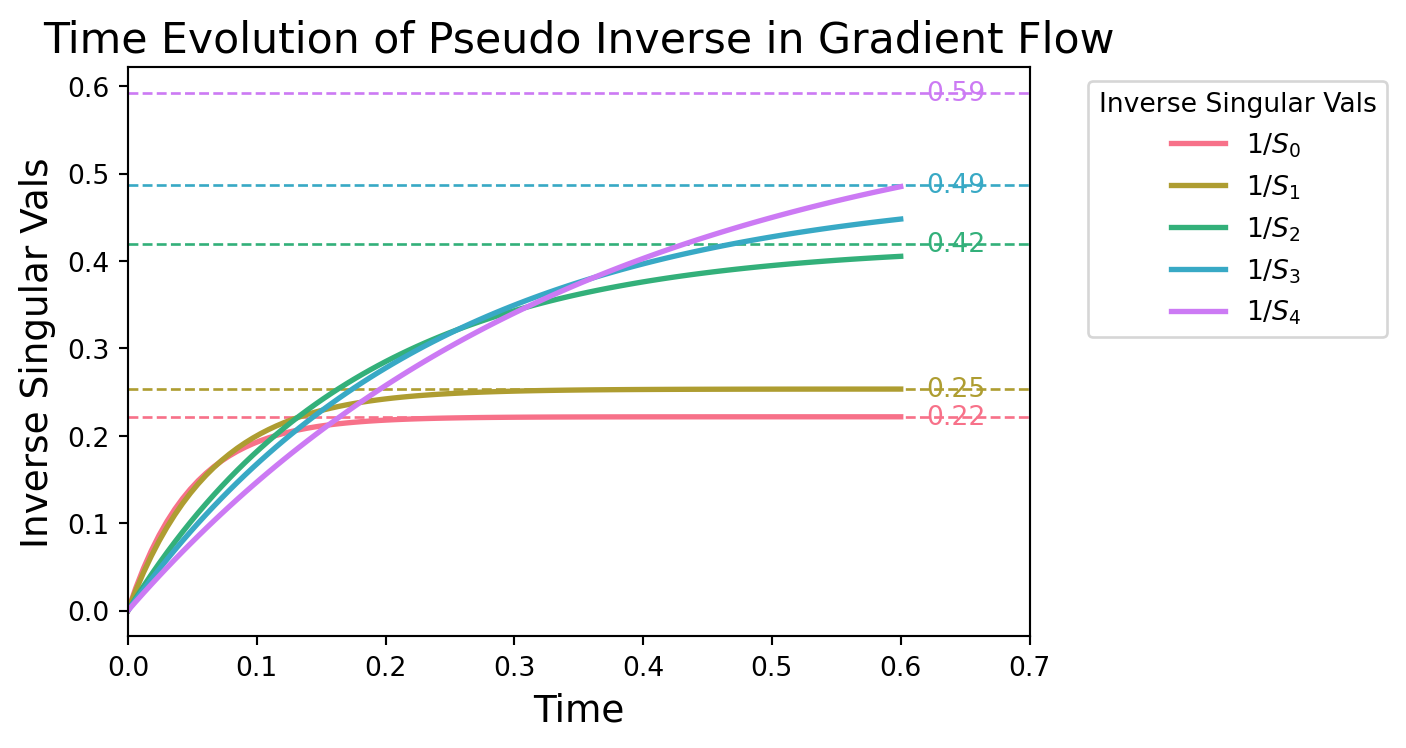 Time Evolution of Pseudo Inverse in Gradient Flow
Inverse Singular Vals
0.6
0.5
0.4
0.3
0.2
0.1
0.0
0.59
0.49
0.42
0.25
0.22
0.0 0.1 0.2 0.3 0.4 0.5 0.6 0.7
Time
Inverse Singular Vals
1/S₀
1/S₁
1/S₂
1/S₃
1/S₄